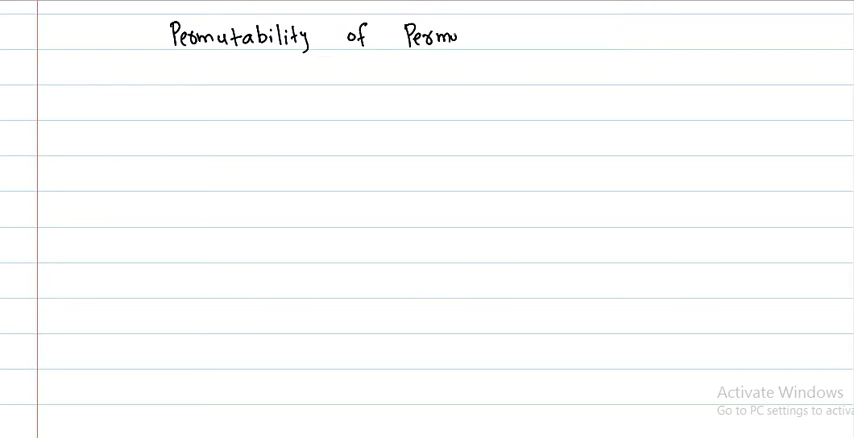 Permutability of Permu
Activate Windows
Go to PC settings to activa